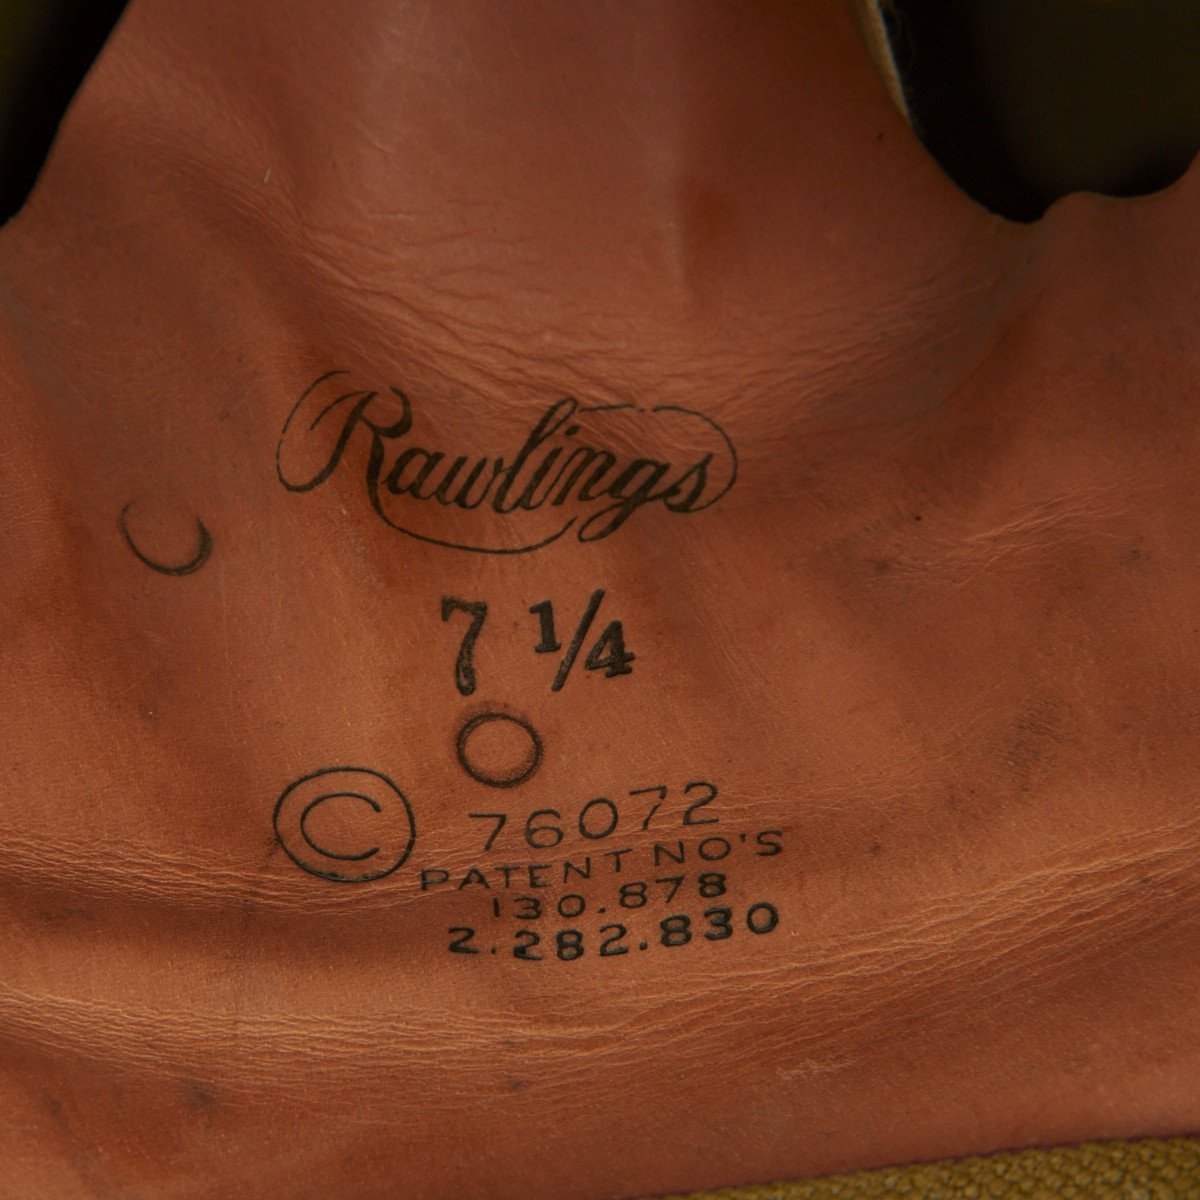 Rawlings
7 1/4
© 76072
PATENT NO'S
130.878
2.282.830